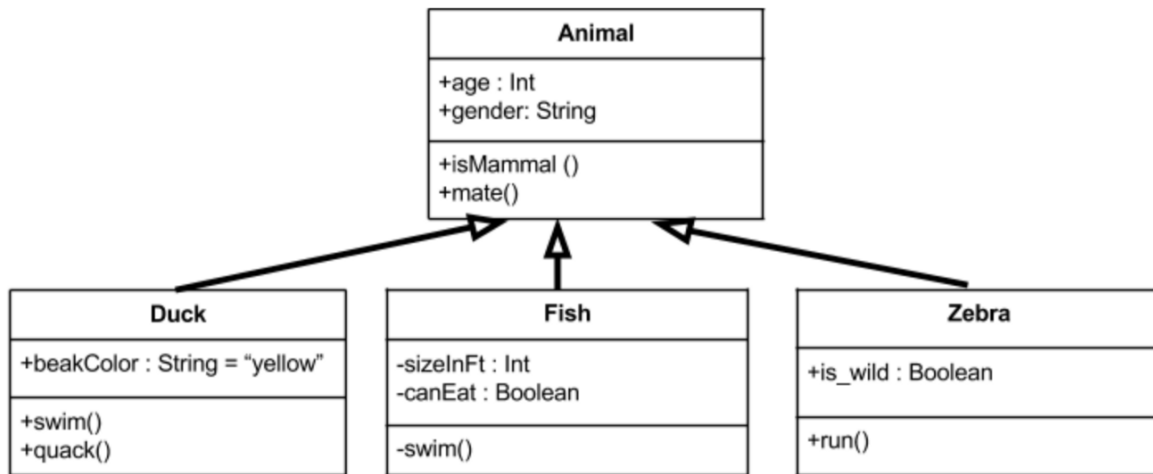 Animal
+age : Int
+gender: String
+isMammal ()
+mate()
Duck
+beakColor : String = “yellow”
+swim()
+quack()
Fish
-sizeInFt : Int
-canEat : Boolean
-swim()
Zebra
+is_wild : Boolean
+run()